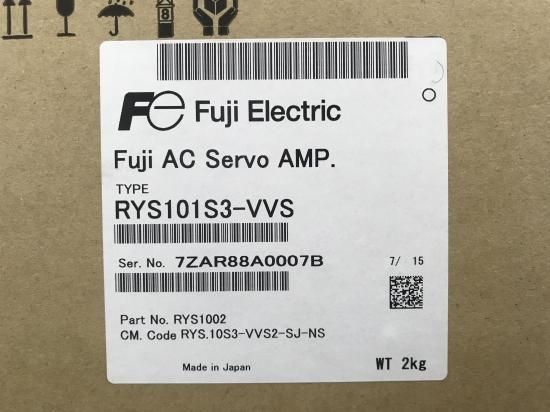 Fe Fuji Electric
Fuji AC Servo AMP.
TYPE
RYS101S3-VVS
Ser. No. 7ZAR88A0007B 7/ 15
Part No. RYS1002
CM. Code RYS.10S3-VVS2-SJ-NS
Made in Japan WT 2kg